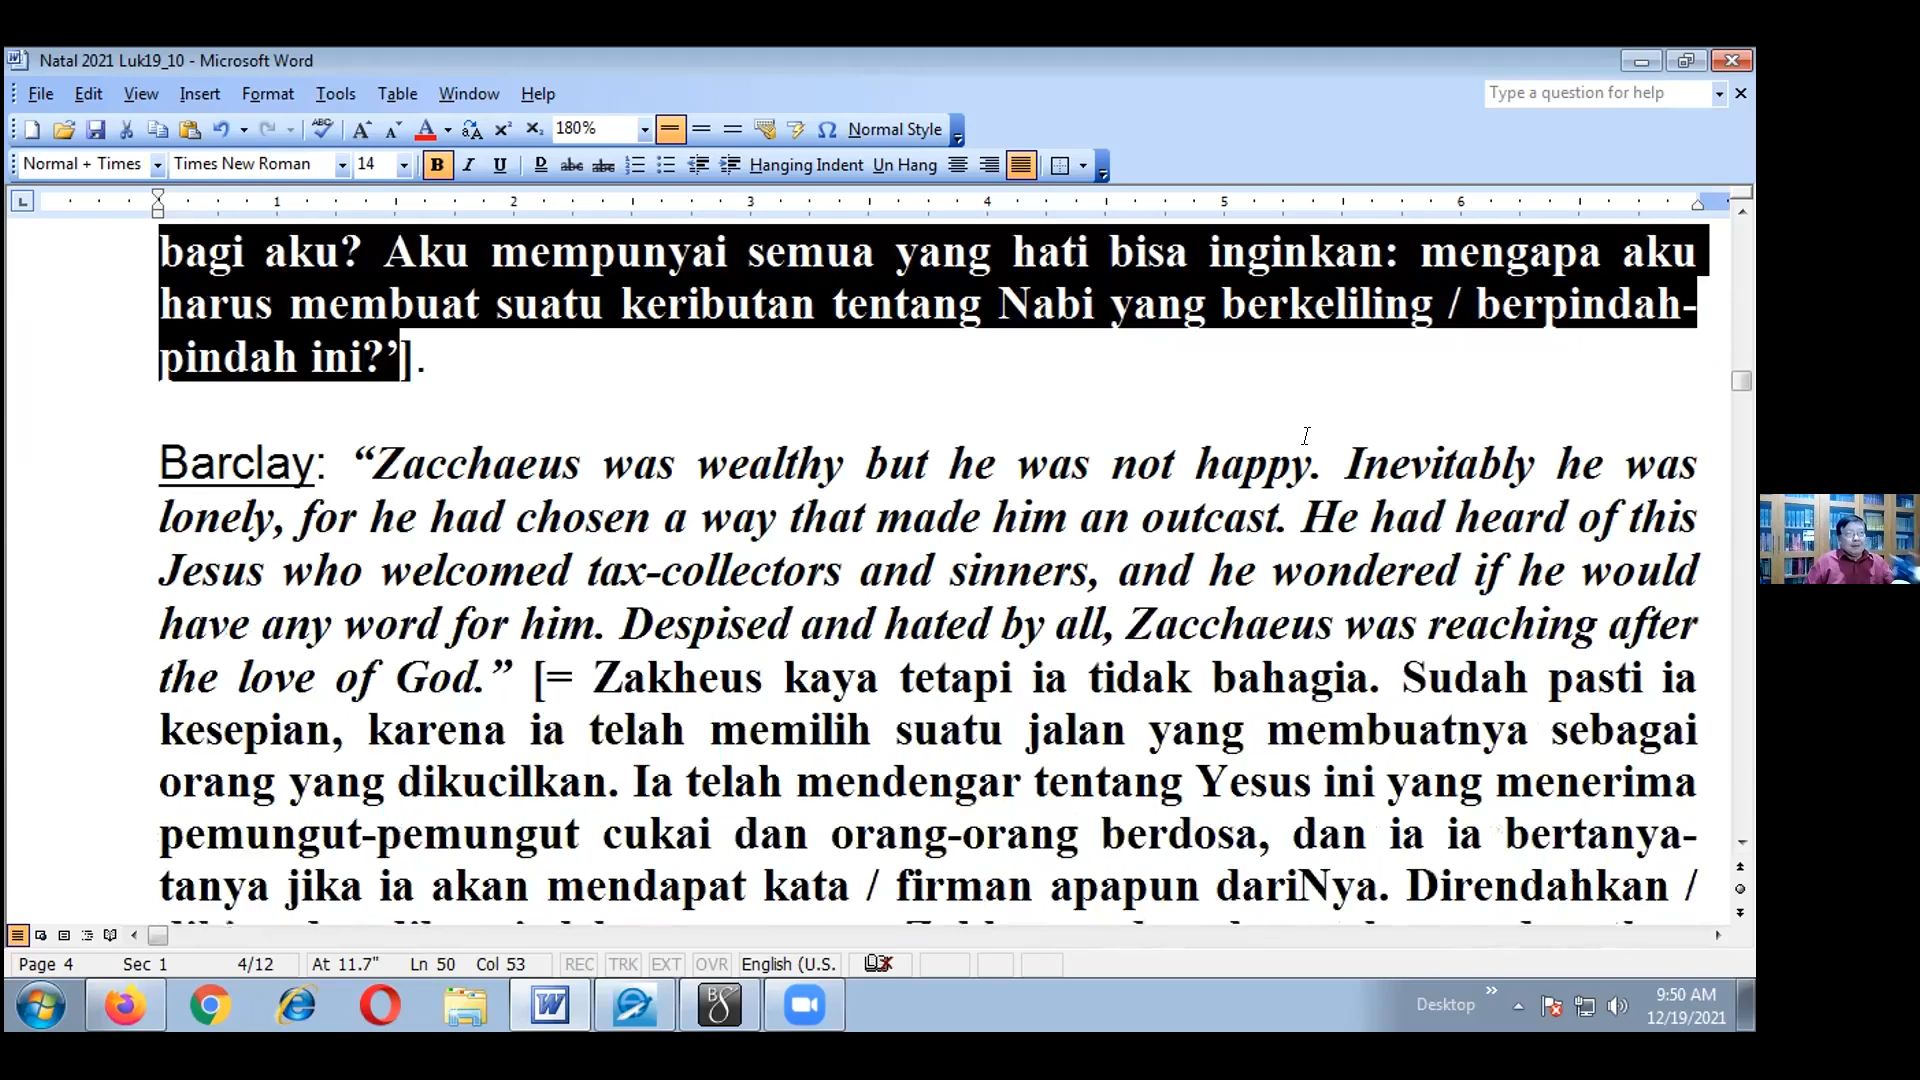 Natal 2021 Luk19_10 - Microsoft Word
File Edit View Insert Format Tools Table Window Help
Type a question for help
180% Normal Style
Normal + Times Times New Roman 14 B I U Hanging Indent Un Hang
1 2 3 4 5 6
bagi aku? Aku mempunyai semua yang hati bisa inginkan: mengapa aku
harus membuat suatu keributan tentang Nabi yang berkeliling / berpindah-
pindah ini?’].
Barclay: “Zacchaeus was wealthy but he was not happy. Inevitably he was
lonely, for he had chosen a way that made him an outcast. He had heard of this
Jesus who welcomed tax-collectors and sinners, and he wondered if he would
have any word for him. Despised and hated by all, Zacchaeus was reaching after
the love of God.” [= Zakheus kaya tetapi ia tidak bahagia. Sudah pasti ia
kesepian, karena ia telah memilih suatu jalan yang membuatnya sebagai
orang yang dikucilkan. Ia telah mendengar tentang Yesus ini yang menerima
pemungut-pemungut cukai dan orang-orang berdosa, dan ia ia bertanya-
tanya jika ia akan mendapat kata / firman apapun dariNya. Direndahkan /
Page 4 Sec 1 4/12 At 11.7" Ln 50 Col 53 REC TRK EXT OVR English (U.S.
Desktop
9:50 AM
12/19/2021